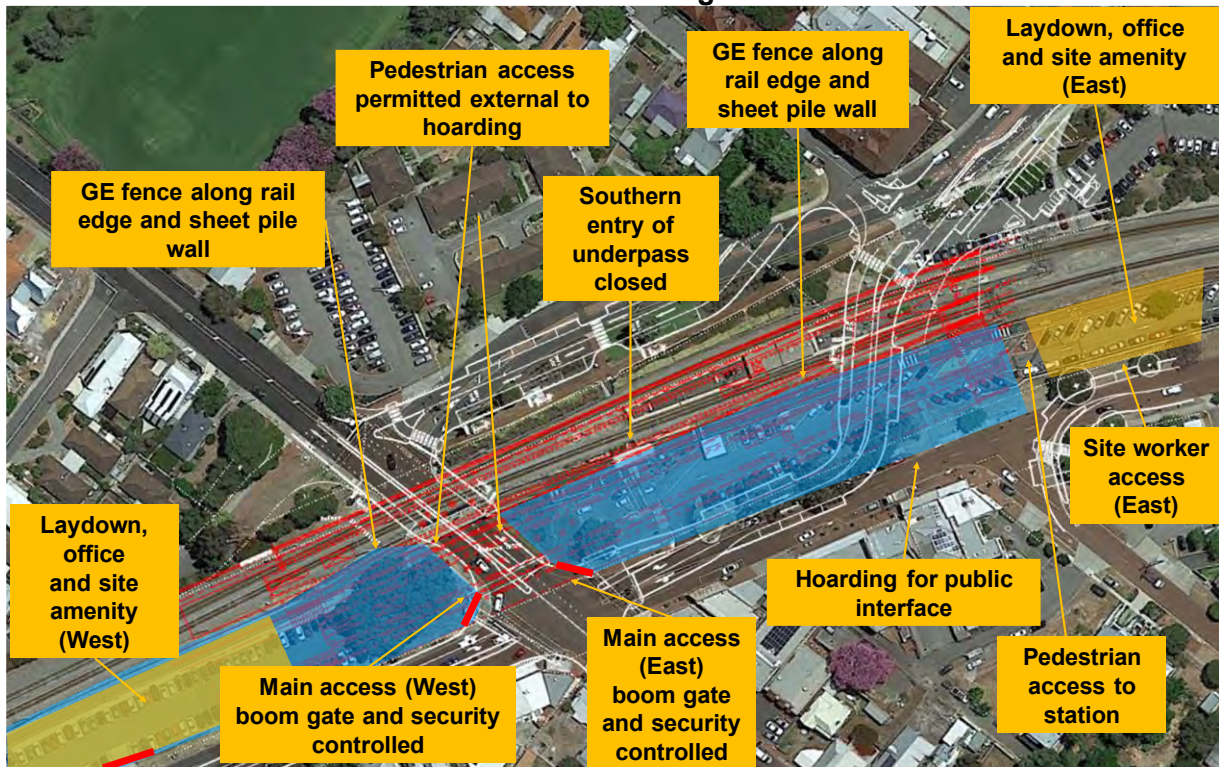 Laydown, office
and site amenity
(East)
GE fence along
rail edge and
sheet pile wall
Pedestrian access
permitted external to
hoarding
GE fence along rail
edge and sheet pile
wall
Southern
entry of
underpass
closed
Site worker
access
(East)
Laydown,
office
and site
amenity
(West)
Hoarding for public
interface
Main access (West)
boom gate and security
controlled
Main access
(East)
boom gate
and security
controlled
Pedestrian
access to
station